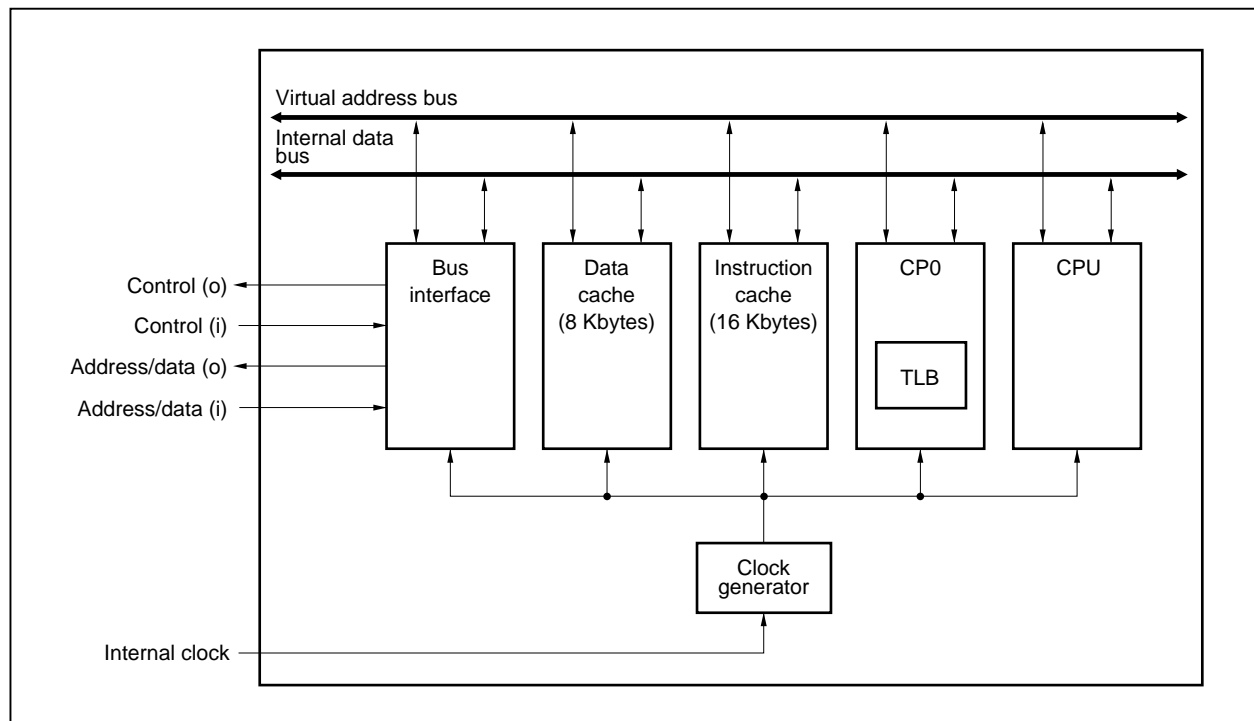 Virtual address bus
Internal data
bus
Bus
interface
Data
cache
(8 Kbytes)
Instruction
cache
(16 Kbytes)
CP0
TLB
CPU
Control (o)
Control (i)
Address/data (o)
Address/data (i)
Clock
generator
Internal clock